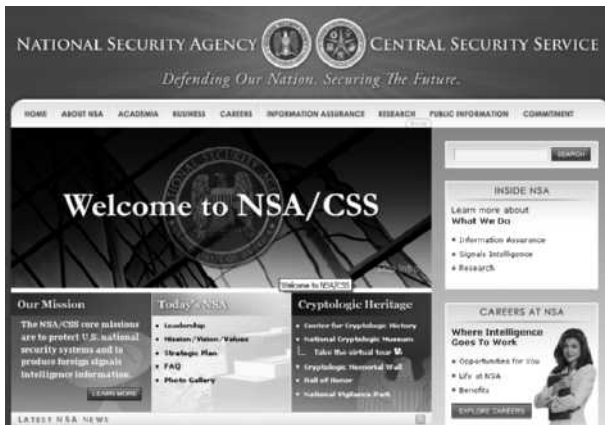 NATIONAL SECURITY AGENCY CENTRAL SECURITY SERVICE
Defending Our Nation. Securing The Future.
HOME ABOUT NSA ACADEMIA BUSINESS CAREERS INFORMATION ASSURANCE RESEARCH PUBLIC INFORMATION COMMITMENT
SEARCH
Welcome to NSA/CSS
Welcome to NSA/CSS
INSIDE NSA
Learn more about
What We Do
Information Assurance
Signals Intelligence
Research
Our Mission
The NSA/CSS core missions
are to protect U.S. national
security systems and to
produce foreign signals
intelligence information.
LEARN MORE
Today's NSA
Leadership
Mission/Vision/Values
Strategic Plan
FAQ
Photo Gallery
Cryptologic Heritage
Center for Cryptologic History
National Cryptologic Museum
Take the virtual tour
Cryptologic Memorial Wall
Hall of Honor
National Vigilance Park
CAREERS AT NSA
Where Intelligence
Goes To Work
Opportunities for You
Life at NSA
Benefits
EXPLORE CAREERS
LATEST NSA NEWS